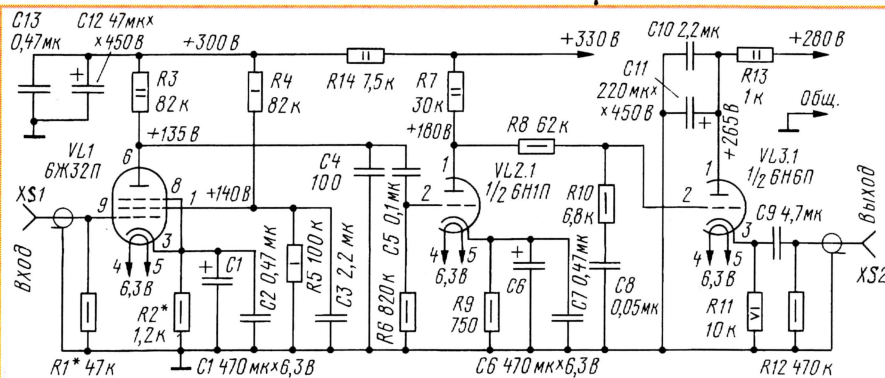 C13
0,47мк
C12 47мк×
×450В
+300В
R3
82к
R4
82к
R14 7,5к
R7
30к
+330В
C10 2,2мк
C11
220мк×
×450В
R13
1к
+280В
+265В
Общ.
+135В
+180В
R8 62к
VL1
6Ж32П
6
8
1
9
3
4
5
6,3В
+140В
XS1
Вход
C4
100
C5 0,1мк
VL2.1
1/2 6Н1П
1
2
3
4
5
6,3В
R10
6,8к
C8
0,05мк
VL3.1
1/2 6Н6П
1
2
3
4
5
6,3В
C9 4,7мк
Выход
XS2
R1* 47к
R2*
1,2к
C1
C2 0,47мк
R5 100к
C3 2,2мк
R6 820к
R9
750
C6
C7 0,47мк
R11
10к
R12 470к
C1 470мк×6,3В
C6 470мк×6,3В